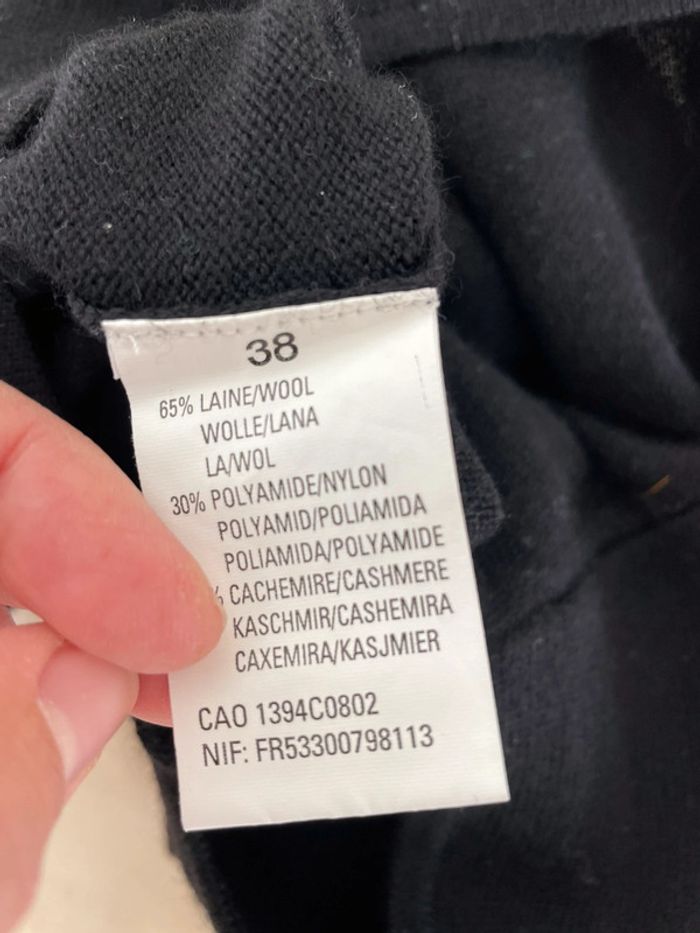 38
65% LAINE/WOOL
WOLLE/LANA
LA/WOL
30% POLYAMIDE/NYLON
POLYAMID/POLIAMIDA
POLIAMIDA/POLYAMIDE
% CACHEMIRE/CASHMERE
KASCHMIR/CASHEMIRA
CAXEMIRA/KASJMIER
CAO 1394C0802
NIF: FR53300798113